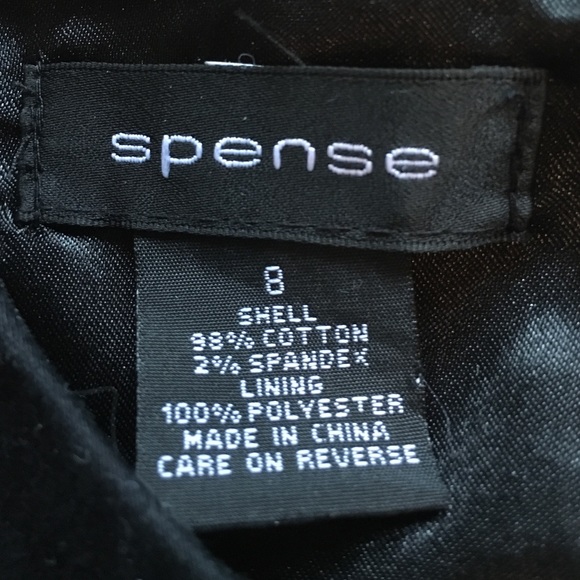 spense
8
SHELL
98% COTTON
2% SPANDEX
LINING
100% POLYESTER
MADE IN CHINA
CARE ON REVERSE